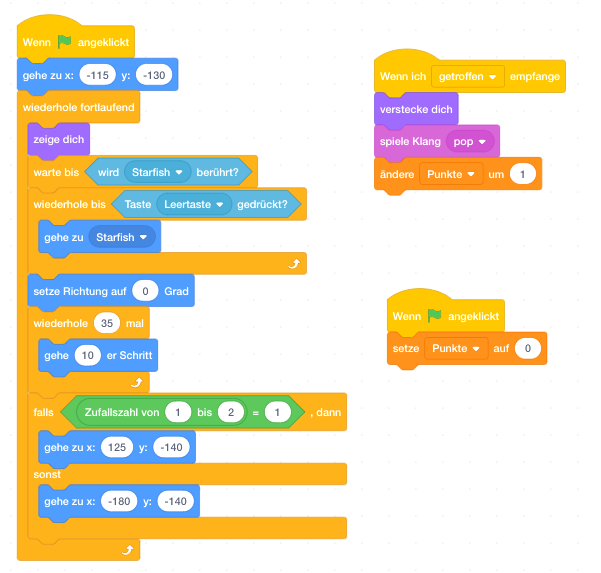 Wenn angeklickt
gehe zu x: -115 y: -130
wiederhole fortlaufend
zeige dich
warte bis wird Starfish berührt?
wiederhole bis Taste Leertaste gedrückt?
gehe zu Starfish
setze Richtung auf 0 Grad
wiederhole 35 mal
gehe 10 er Schritt
falls Zufallszahl von 1 bis 2 = 1 , dann
gehe zu x: 125 y: -140
sonst
gehe zu x: -180 y: -140
Wenn ich getroffen empfange
verstecke dich
spiele Klang pop
ändere Punkte um 1
Wenn angeklickt
setze Punkte auf 0